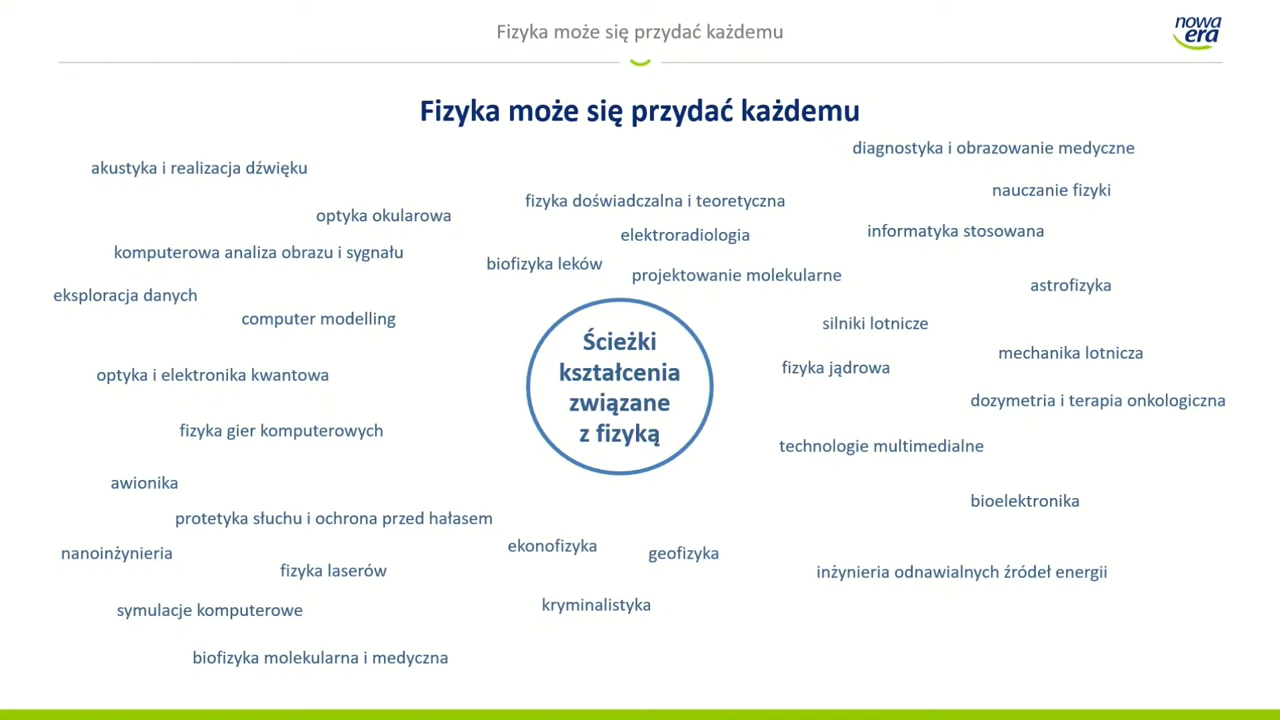 Fizyka może się przydać każdemu
nowa
era
Fizyka może się przydać każdemu
diagnostyka i obrazowanie medyczne
akustyka i realizacja dźwięku
nauczanie fizyki
fizyka doświadczalna i teoretyczna
optyka okularowa
informatyka stosowana
elektroradiologia
komputerowa analiza obrazu i sygnału
biofizyka leków
projektowanie molekularne
astrofizyka
eksploracja danych
computer modelling
silniki lotnicze
Ścieżki
kształcenia
związane
z fizyką
mechanika lotnicza
fizyka jądrowa
optyka i elektronika kwantowa
dozymetria i terapia onkologiczna
fizyka gier komputerowych
technologie multimedialne
awionika
bioelektronika
protetyka słuchu i ochrona przed hałasem
ekonofizyka
geofizyka
nanoinżynieria
fizyka laserów
inżynieria odnawialnych źródeł energii
kryminalistyka
symulacje komputerowe
biofizyka molekularna i medyczna